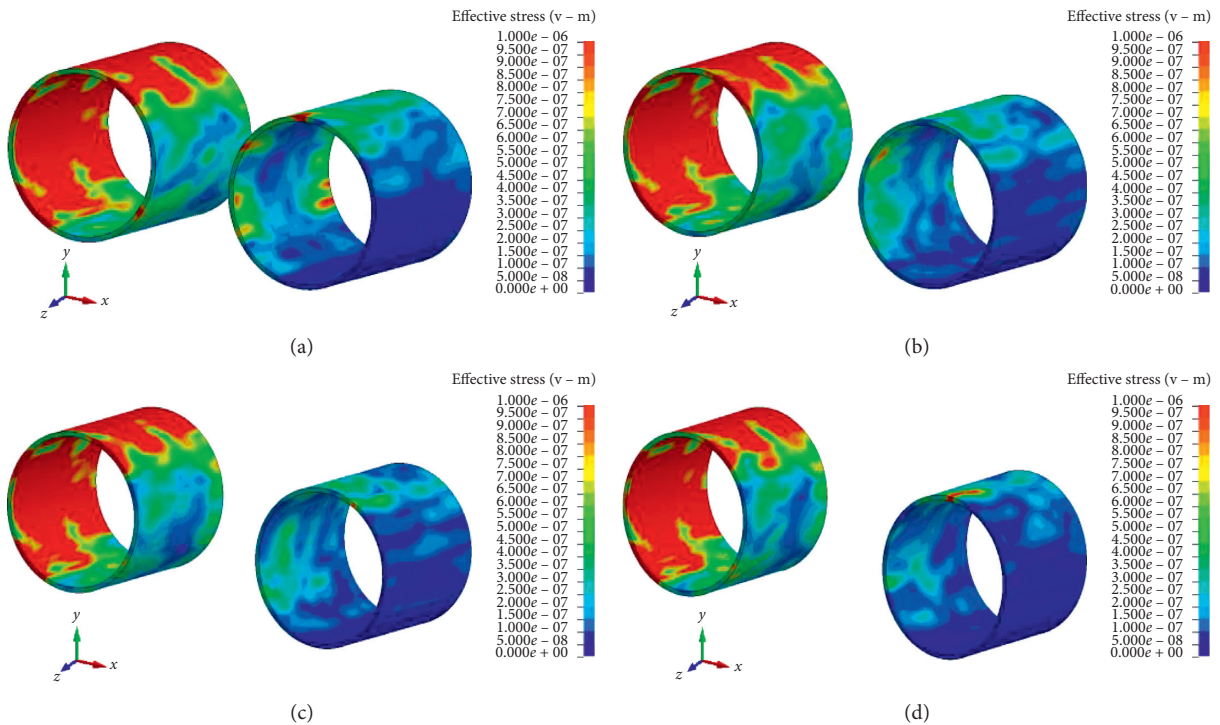 Effective stress (v – m)
1.000e – 06
9.500e – 07
9.000e – 07
8.500e – 07
8.000e – 07
7.500e – 07
7.000e – 07
6.500e – 07
6.000e – 07
5.500e – 07
5.000e – 07
4.500e – 07
4.000e – 07
3.500e – 07
3.000e – 07
2.500e – 07
2.000e – 07
1.500e – 07
1.000e – 07
5.000e – 08
0.000e + 00
y
x
z
(a)
Effective stress (v – m)
1.000e – 06
9.500e – 07
9.000e – 07
8.500e – 07
8.000e – 07
7.500e – 07
7.000e – 07
6.500e – 07
6.000e – 07
5.500e – 07
5.000e – 07
4.500e – 07
4.000e – 07
3.500e – 07
3.000e – 07
2.500e – 07
2.000e – 07
1.500e – 07
1.000e – 07
5.000e – 08
0.000e + 00
y
x
z
(b)
Effective stress (v – m)
1.000e – 06
9.500e – 07
9.000e – 07
8.500e – 07
8.000e – 07
7.500e – 07
7.000e – 07
6.500e – 07
6.000e – 07
5.500e – 07
5.000e – 07
4.500e – 07
4.000e – 07
3.500e – 07
3.000e – 07
2.500e – 07
2.000e – 07
1.500e – 07
1.000e – 07
5.000e – 08
0.000e + 00
y
x
z
(c)
Effective stress (v – m)
1.000e – 06
9.500e – 07
9.000e – 07
8.500e – 07
8.000e – 07
7.500e – 07
7.000e – 07
6.500e – 07
6.000e – 07
5.500e – 07
5.000e – 07
4.500e – 07
4.000e – 07
3.500e – 07
3.000e – 07
2.500e – 07
2.000e – 07
1.500e – 07
1.000e – 07
5.000e – 08
0.000e + 00
y
x
z
(d)